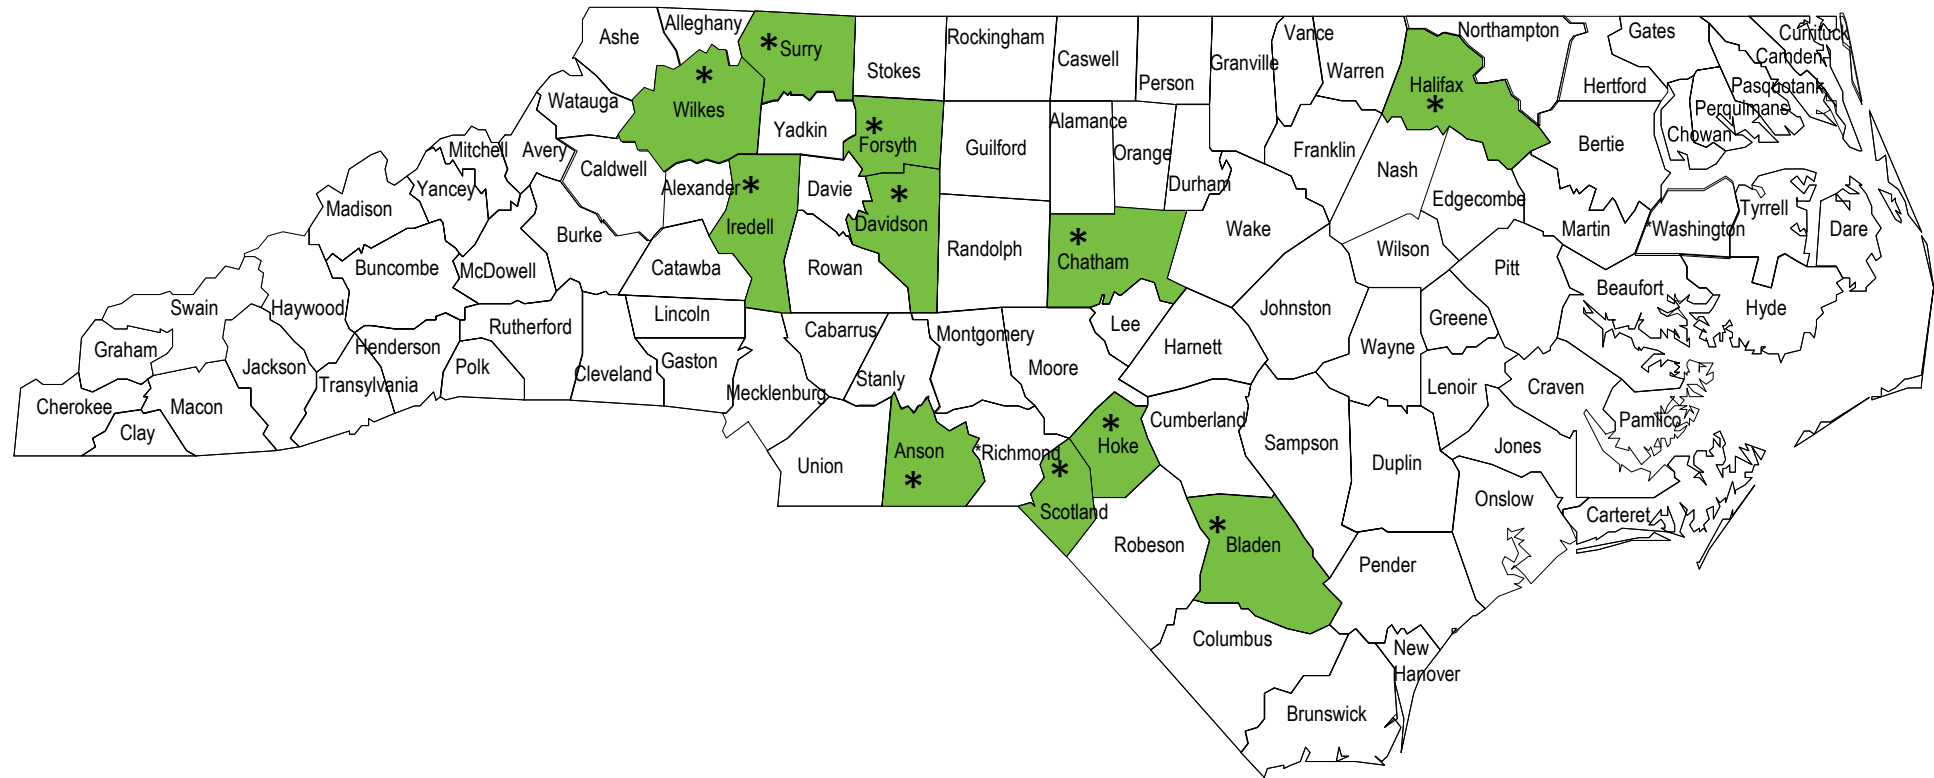 Ashe
Alleghany
* Surry
Stokes
Rockingham
Caswell
Person
Granville
Vance
Warren
Northampton
Gates
Currituck
Camden
Hertford
Pasquotank
Perquimans
Chowan
Halifax
*
Bertie
Watauga
*
Wilkes
Yadkin
*
Forsyth
Guilford
Alamance
Orange
Durham
Franklin
Nash
Edgecombe
Martin
*Washington
Tyrrell
Dare
Mitchell
Avery
Caldwell
Alexander
*
Iredell
Davie
*
Davidson
Randolph
*
Chatham
Wake
Wilson
Pitt
Beaufort
Hyde
Madison
Yancey
Burke
Buncombe
McDowell
Catawba
Rowan
Johnston
Greene
Swain
Haywood
Rutherford
Lincoln
Cabarrus
Montgomery
Lee
Harnett
Wayne
Graham
Jackson
Henderson
Polk
Cleveland
Gaston
Transylvania
Mecklenburg
Stanly
Moore
Lenoir
Craven
Pamlico
Cherokee
Macon
Clay
Union
Anson
*
*Richmond
*
Scotland
*
Hoke
Cumberland
Sampson
Duplin
Jones
Onslow
Carteret
Robeson
*
Bladen
Pender
Columbus
New
Hanover
Brunswick